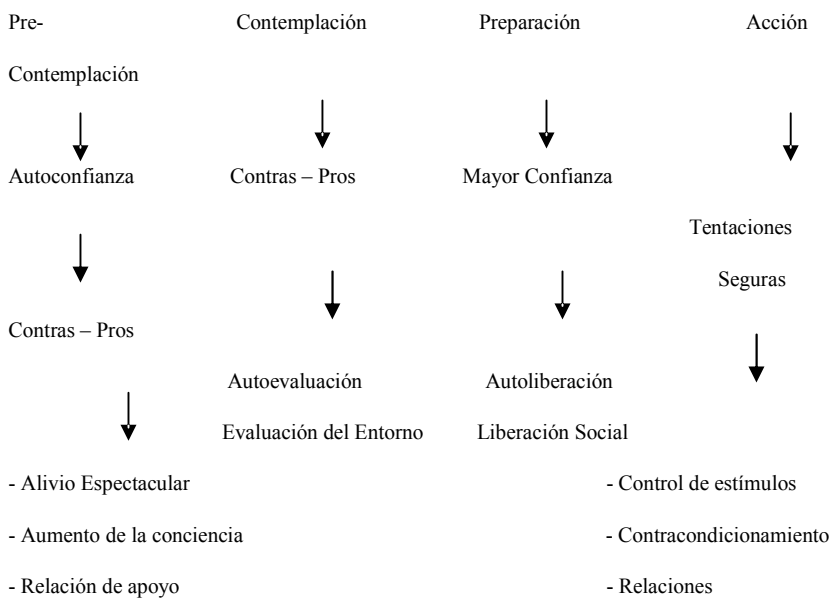 Pre- Contemplación Preparación Acción
Contemplación
Autoconfianza Contras – Pros Mayor Confianza
Tentaciones
Seguras
Contras – Pros
Autoevaluación Autoliberación
Evaluación del Entorno Liberación Social
- Alivio Espectacular - Control de estímulos
- Aumento de la conciencia - Contracondicionamiento
- Relación de apoyo - Relaciones